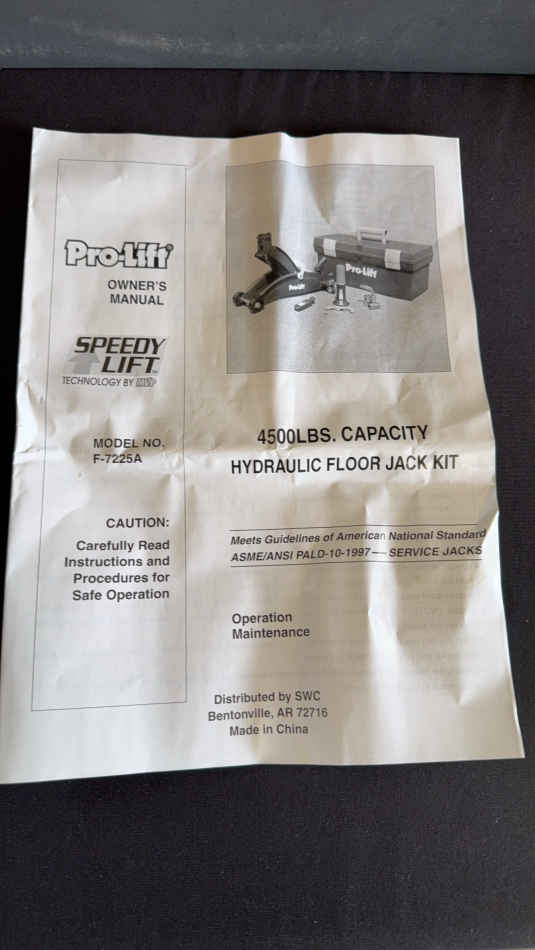 Pro-Lift®
OWNER'S
MANUAL
SPEEDY
LIFT
TECHNOLOGY BY
MODEL NO.
F-7225A
CAUTION:
Carefully Read
Instructions and
Procedures for
Safe Operation
Pro-Lift
Pro-Lift
4500LBS. CAPACITY
HYDRAULIC FLOOR JACK KIT
Meets Guidelines of American National Standard
ASME/ANSI PALD-10-1997 — SERVICE JACKS
Operation
Maintenance
Distributed by SWC
Bentonville, AR 72716
Made in China